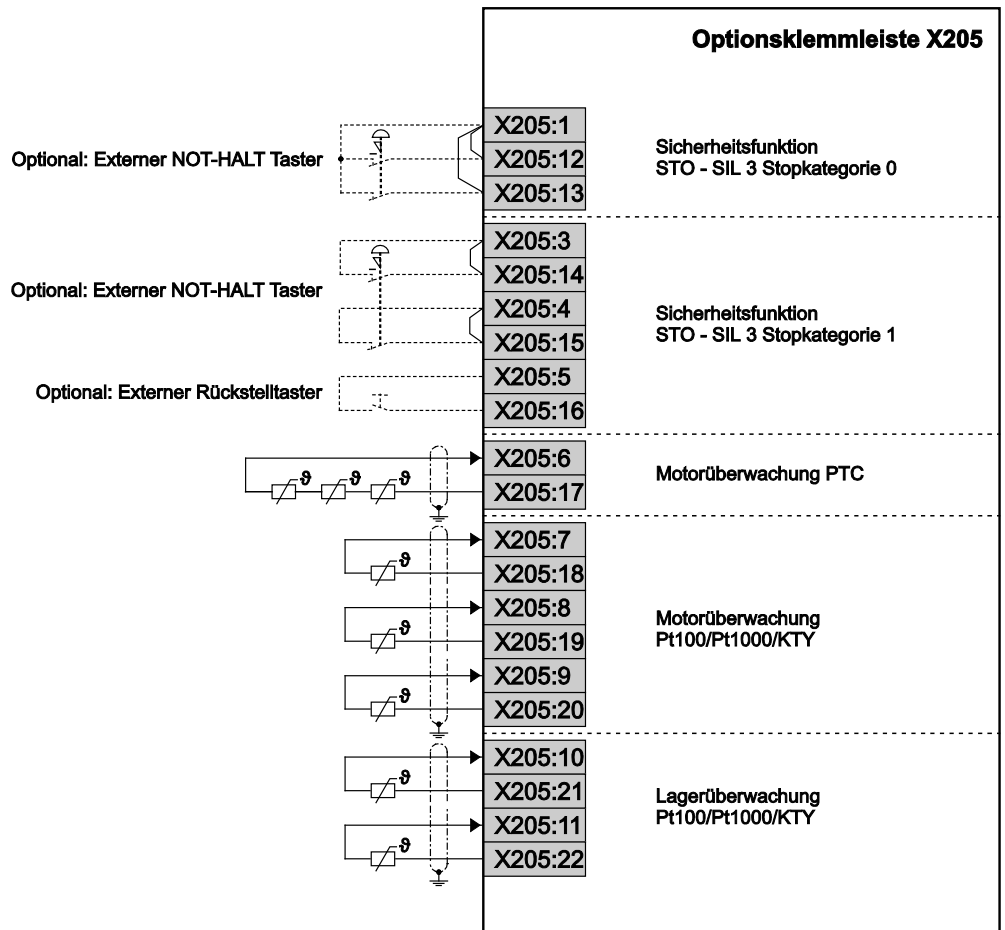 Optionsklemmleiste X205
Optional: Externer NOT-HALT Taster
X205:1
X205:12
X205:13
Sicherheitsfunktion
STO - SIL 3 Stopkategorie 0
Optional: Externer NOT-HALT Taster
X205:3
X205:14
X205:4
X205:15
Optional: Externer Rückstelltaster
X205:5
X205:16
Sicherheitsfunktion
STO - SIL 3 Stopkategorie 1
ϑ ϑ ϑ
X205:6
X205:17
Motorüberwachung PTC
X205:7
ϑ
X205:18
X205:8
ϑ
X205:19
X205:9
ϑ
X205:20
Motorüberwachung
Pt100/Pt1000/KTY
X205:10
ϑ
X205:21
X205:11
ϑ
X205:22
Lagerüberwachung
Pt100/Pt1000/KTY